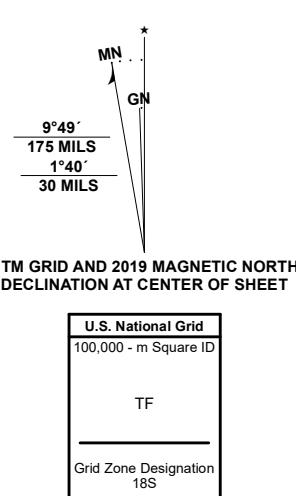 ★
MN
GN
9°49´
175 MILS
1°40´
30 MILS
TM GRID AND 2019 MAGNETIC NORTH
DECLINATION AT CENTER OF SHEET
U.S. National Grid
100,000 - m Square ID
TF
Grid Zone Designation
18S